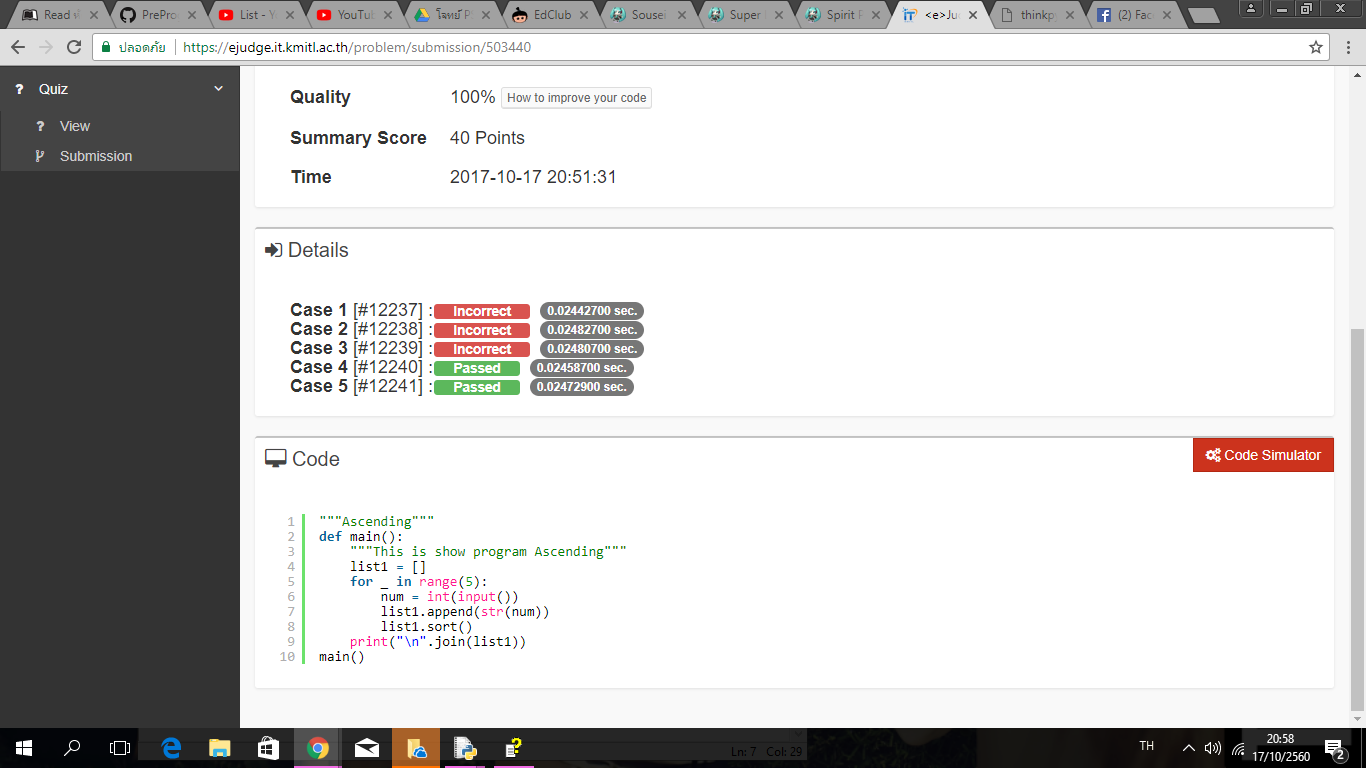 Read ห
PrePro
List - Y
YouTub
โจทย์ P
EdClub
Souse
Super
Spirit F
<e>Ju
thinkp
(2) Fac
ปลอดภัย https://ejudge.it.kmitl.ac.th/problem/submission/503440
? Quiz
? View
Submission
Quality 100% How to improve your code
Summary Score 40 Points
Time 2017-10-17 20:51:31
Details
Case 1 [#12237] : Incorrect 0.02442700 sec.
Case 2 [#12238] : Incorrect 0.02482700 sec.
Case 3 [#12239] : Incorrect 0.02480700 sec.
Case 4 [#12240] : Passed 0.02458700 sec.
Case 5 [#12241] : Passed 0.02472900 sec.
Code
Code Simulator
1 """Ascending"""
2 def main():
3 """This is show program Ascending"""
4 list1 = []
5 for _ in range(5):
6 num = int(input())
7 list1.append(str(num))
8 list1.sort()
9 print("\n".join(list1))
10 main()
Ln: 7 Col: 29
TH
20:58
17/10/2560
2